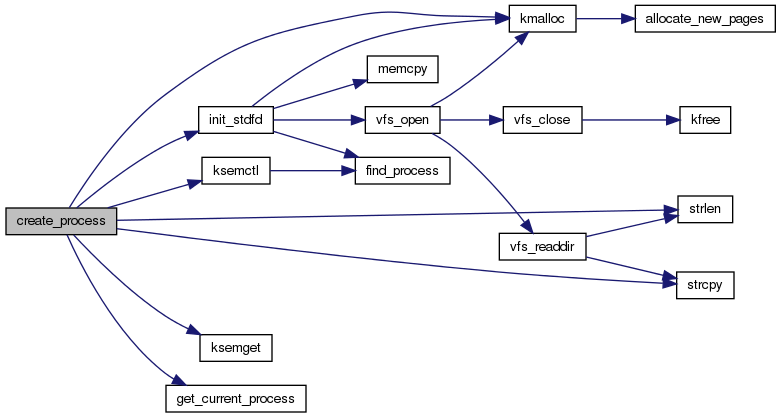 kmalloc
allocate_new_pages
memcpy
init_stdfd
vfs_open
vfs_close
kfree
ksemctl
find_process
create_process
strlen
vfs_readdir
strcpy
ksemget
get_current_process